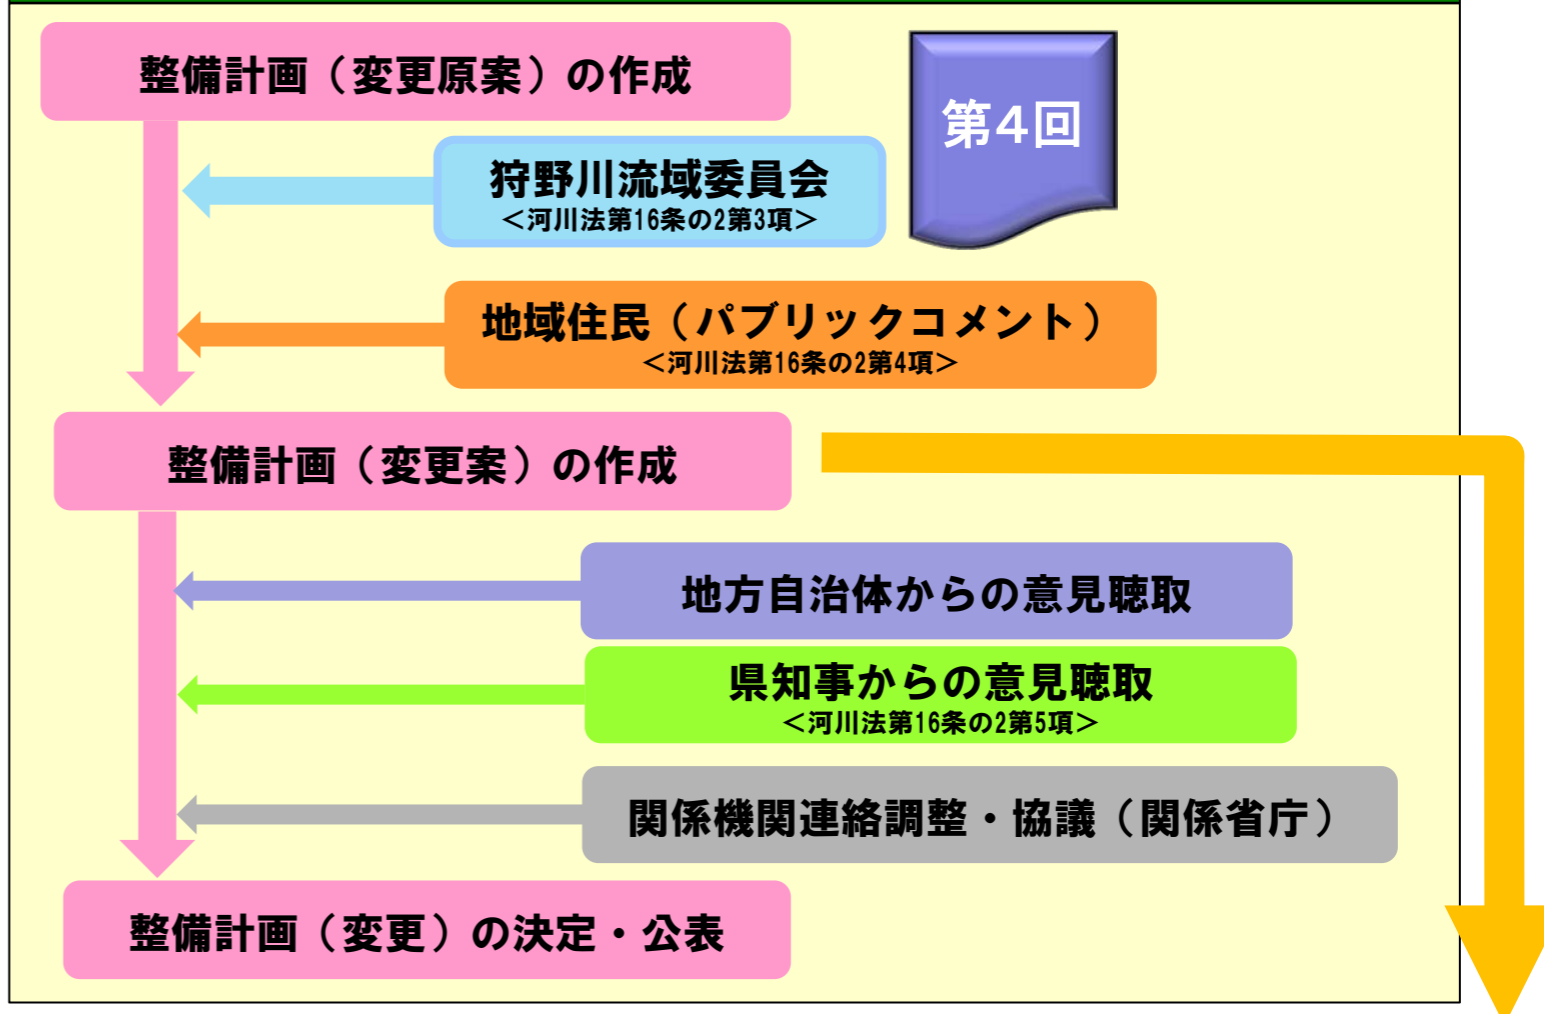 整備計画（変更原案）の作成
第4回
狩野川流域委員会
＜河川法第16条の2第3項＞
地域住民（パブリックコメント）
＜河川法第16条の2第4項＞
整備計画（変更案）の作成
地方自治体からの意見聴取
県知事からの意見聴取
＜河川法第16条の2第5項＞
関係機関連絡調整・協議（関係省庁）
整備計画（変更）の決定・公表